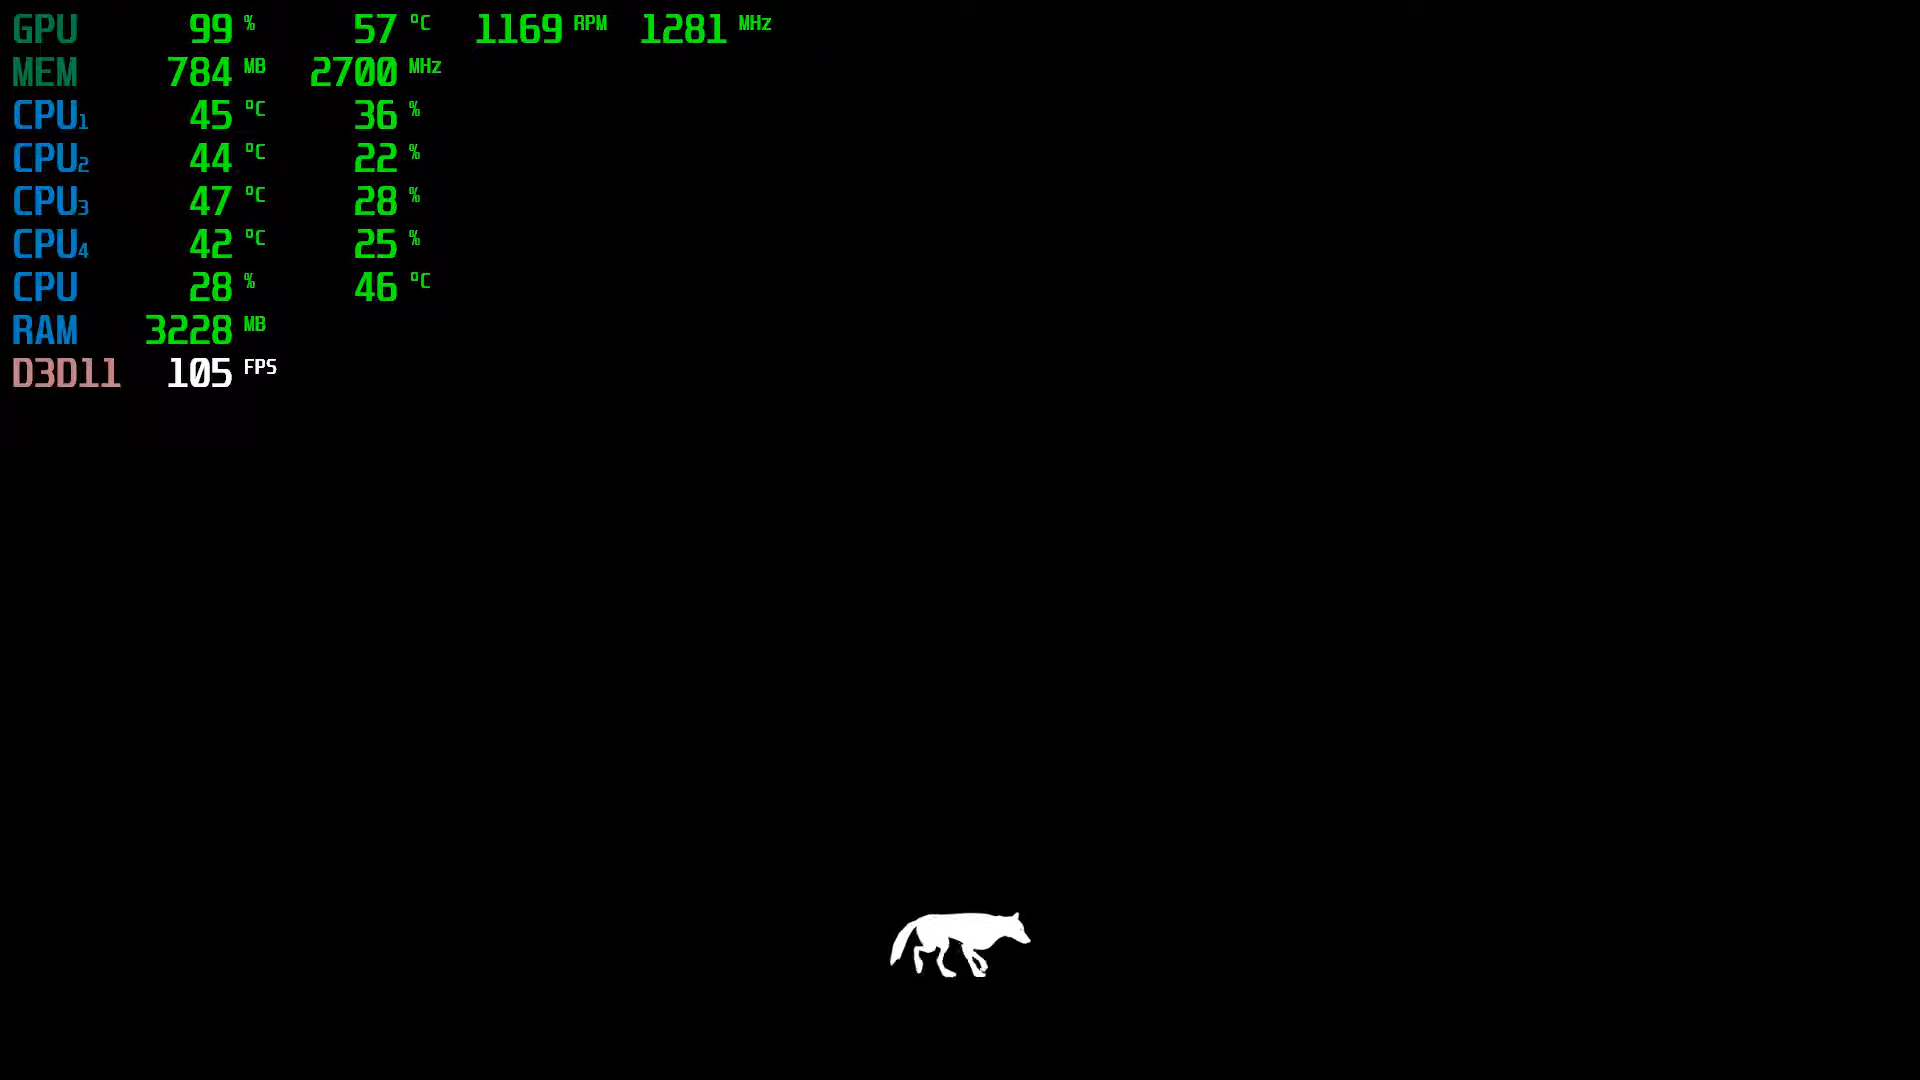 GPU 99 % 57 °C 1169 RPM 1281 MHz
MEM 784 MB 2700 MHz
CPU1 45 °C 36 %
CPU2 44 °C 22 %
CPU3 47 °C 28 %
CPU4 42 °C 25 %
CPU 28 % 46 °C
RAM 3228 MB
D3D11 105 FPS